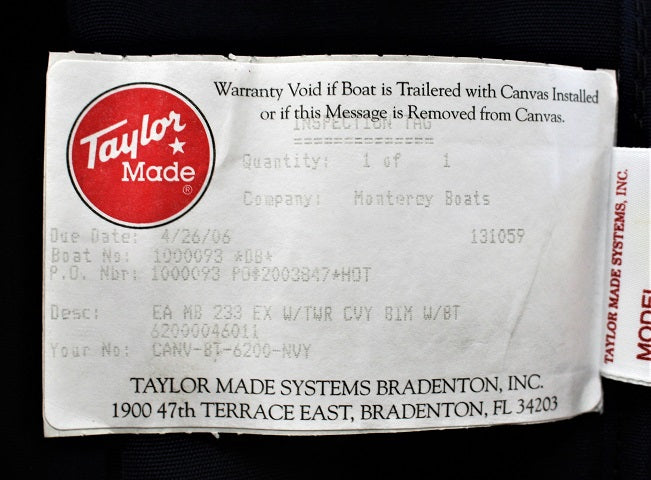 Taylor
Made
®
Warranty Void if Boat is Trailered with Canvas Installed
or if this Message is Removed from Canvas.
INSPECTION TAG
==============
Quantity: 1 of 1
Company: Monterey Boats
Due Date: 4/26/06 131059
Boat No: 1000093 *DB*
P.O. Nbr: 1000093 PO#2003847*HOT
Desc: EA MB 233 EX W/TWR CVY BIM W/BT
62000046011
Your No: CANV-BT-6200-NVY
TAYLOR MADE SYSTEMS BRADENTON, INC.
1900 47th TERRACE EAST, BRADENTON, FL 34203
TAYLOR MADE SYSTEMS, INC.
MODEL